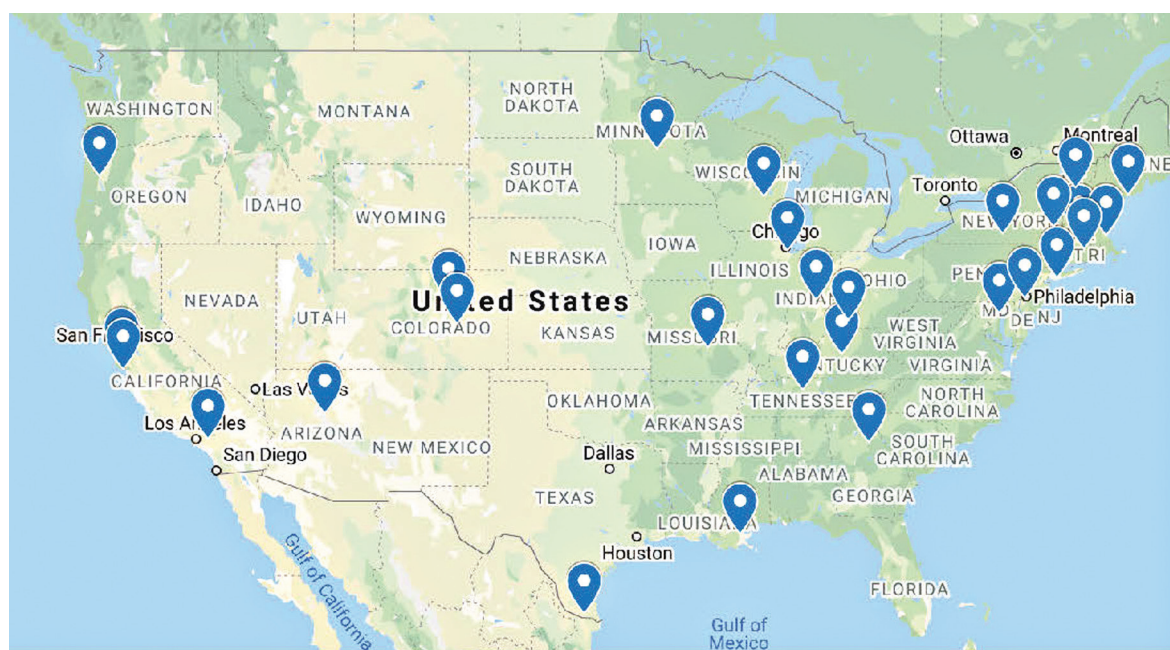 NORTH
DAKOTA
WASHINGTON
MONTANA
MINNESOTA
Ottawa
Montreal
SOUTH
DAKOTA
WISCONSIN
MICHIGAN
Toronto
OREGON
IDAHO
WYOMING
NEW YORK
IOWA
Chicago
NEBRASKA
ILLINOIS
OHIO
PEN
CT RI
INDIANA
NEVADA
United States
UTAH
COLORADO
KANSAS
MISSOURI
Philadelphia
MD
DE
NJ
San Francisco
WEST
VIRGINIA
KENTUCKY
VIRGINIA
CALIFORNIA
Las Vegas
OKLAHOMA
TENNESSEE
NORTH
CAROLINA
Los Angeles
ARIZONA
NEW MEXICO
ARKANSAS
MISSISSIPPI
SOUTH
CAROLINA
San Diego
Dallas
ALABAMA
TEXAS
GEORGIA
LOUISIANA
Houston
Gulf of
California
FLORIDA
Gulf of
Mexico